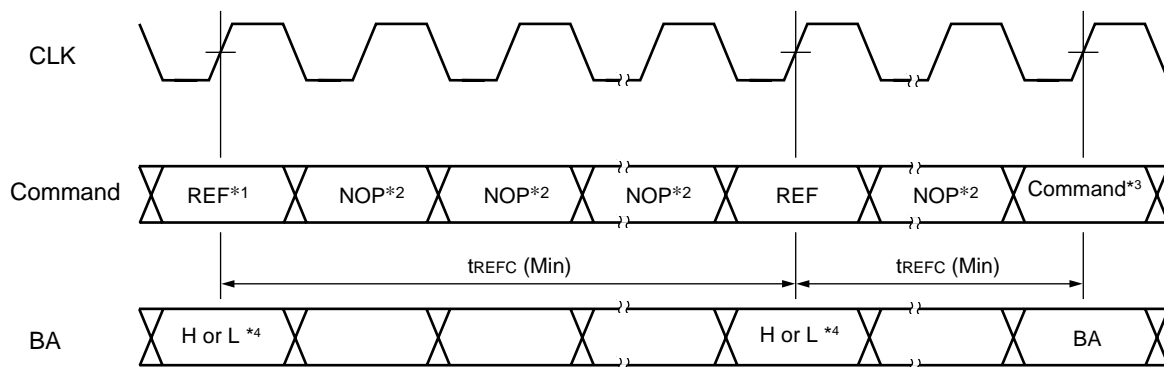 CLK
Command REF*1 NOP*2 NOP*2 NOP*2 REF NOP*2 Command*3
tREFC (Min) tREFC (Min)
BA H or L *4 H or L *4 BA